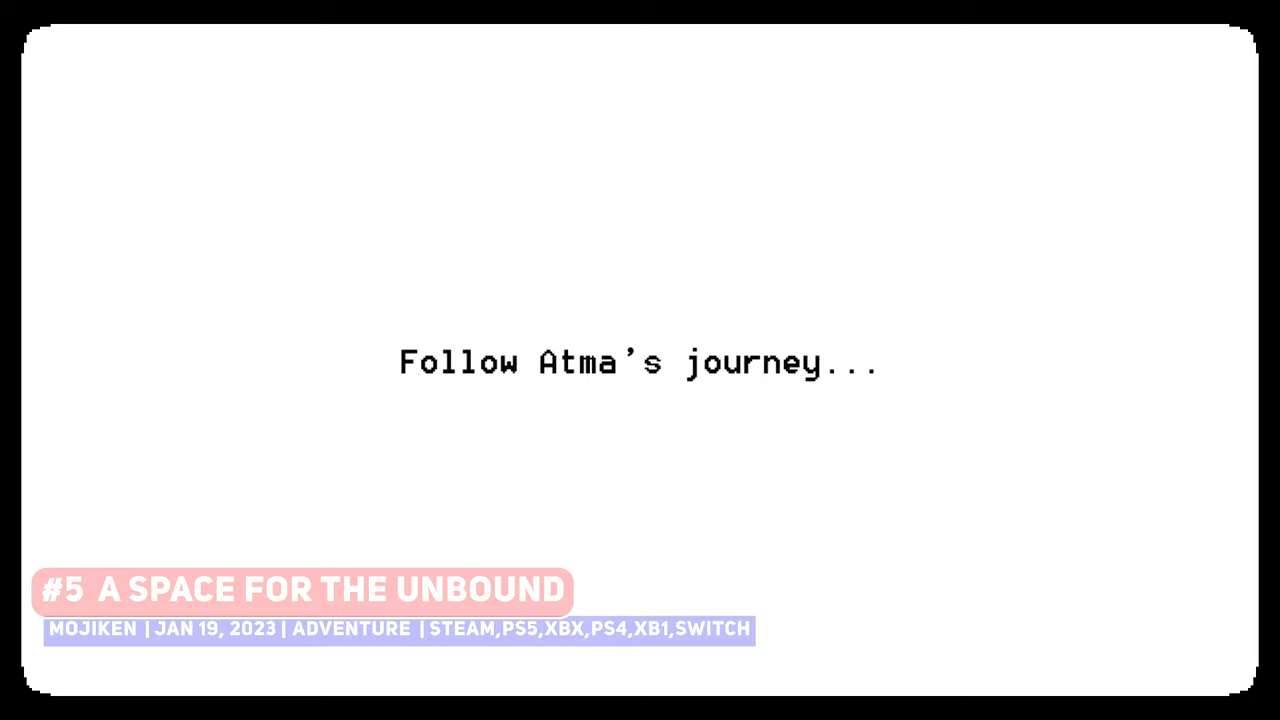 Follow Atma's journey...
#5 A SPACE FOR THE UNBOUND
MOJIKEN | JAN 19, 2023 | ADVENTURE | STEAM,PS5,XBX,PS4,XB1,SWITCH